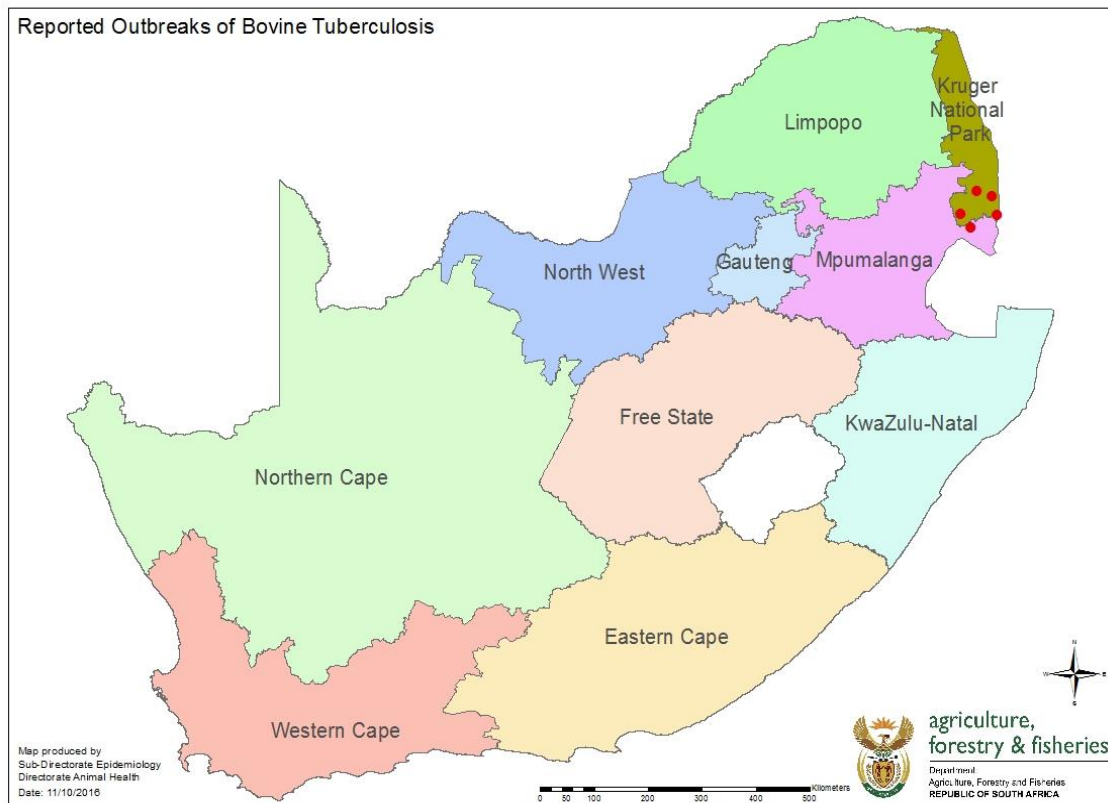 Reported Outbreaks of Bovine Tuberculosis
Kruger
National
Park
Limpopo
North West
Gauteng
Mpumalanga
Free State
KwaZulu-Natal
Northern Cape
Eastern Cape
Western Cape
N
W E
S
Map produced by
Sub-Directorate Epidemiology
Directorate Animal Health
Date: 11/10/2016
Kilometers
0 50 100 200 300 400 500
agriculture,
forestry & fisheries
Department:
Agriculture, Forestry and Fisheries
REPUBLIC OF SOUTH AFRICA